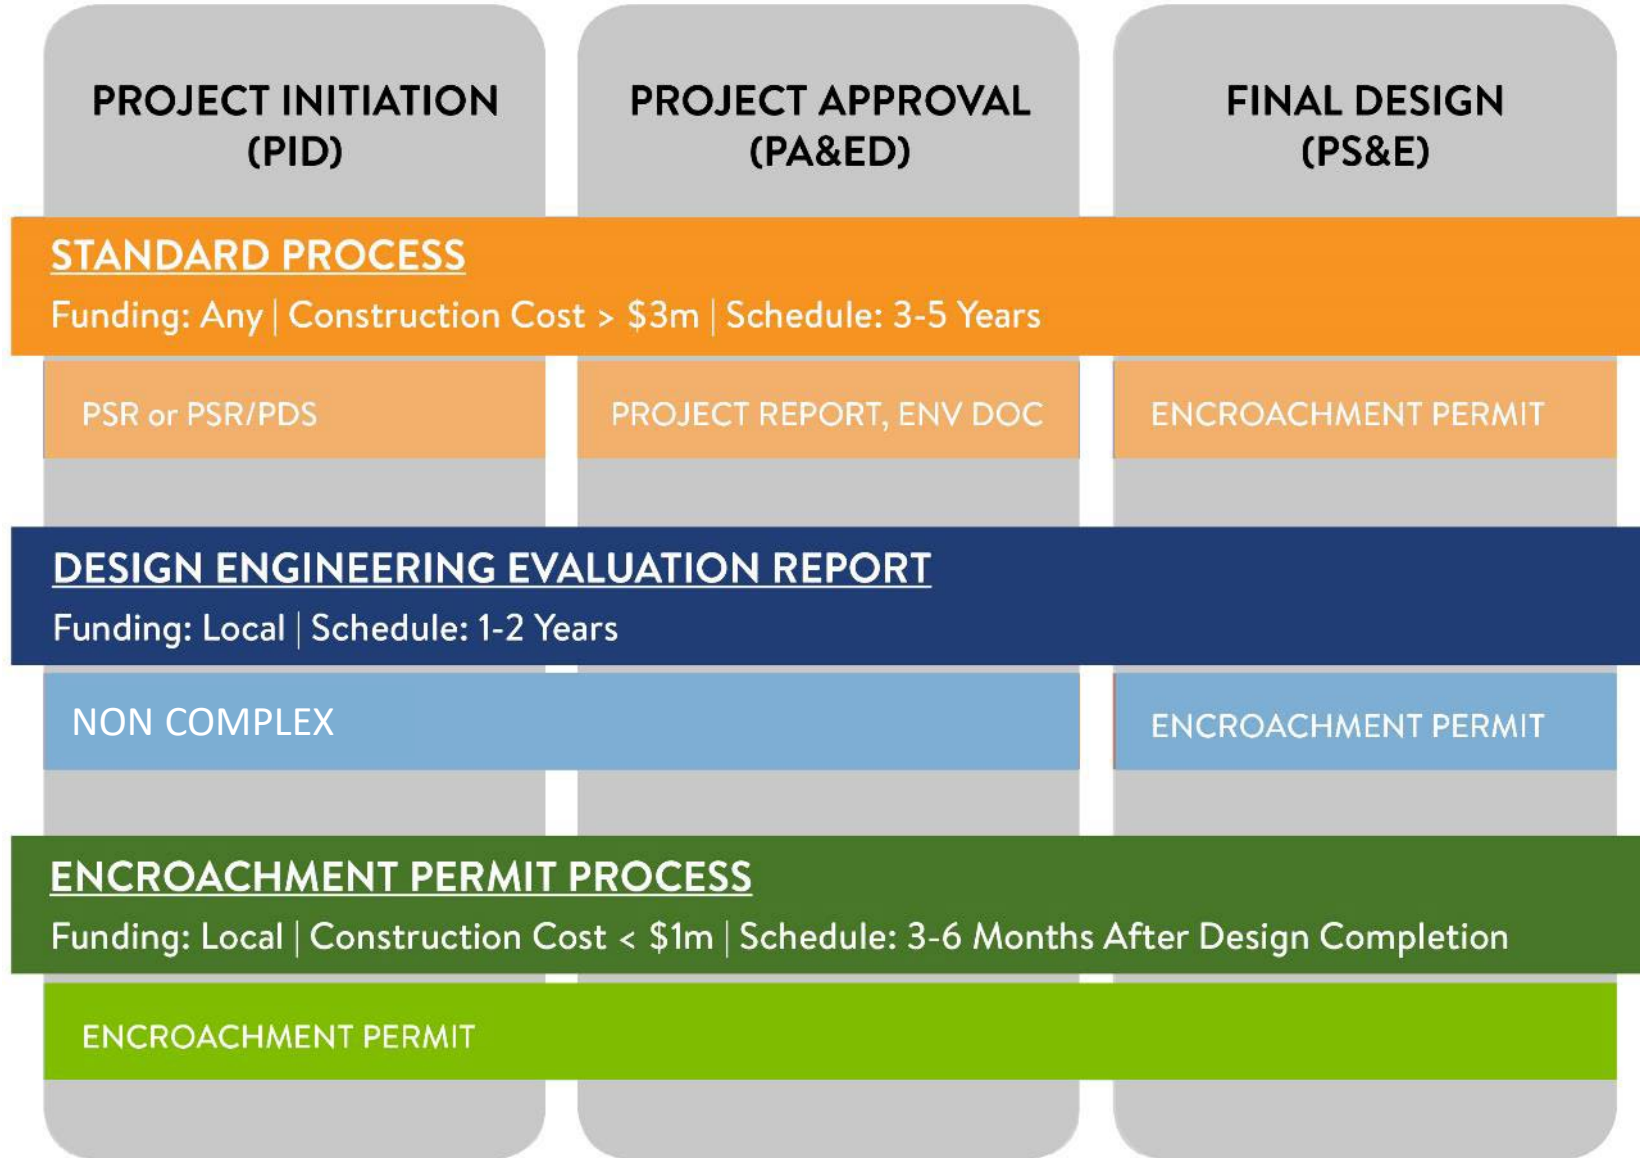 PROJECT INITIATION
(PID)
PROJECT APPROVAL
(PA&ED)
FINAL DESIGN
(PS&E)
STANDARD PROCESS
Funding: Any | Construction Cost > $3m | Schedule: 3-5 Years
PSR or PSR/PDS
PROJECT REPORT, ENV DOC
ENCROACHMENT PERMIT
DESIGN ENGINEERING EVALUATION REPORT
Funding: Local | Schedule: 1-2 Years
NON COMPLEX
ENCROACHMENT PERMIT
ENCROACHMENT PERMIT PROCESS
Funding: Local | Construction Cost < $1m | Schedule: 3-6 Months After Design Completion
ENCROACHMENT PERMIT